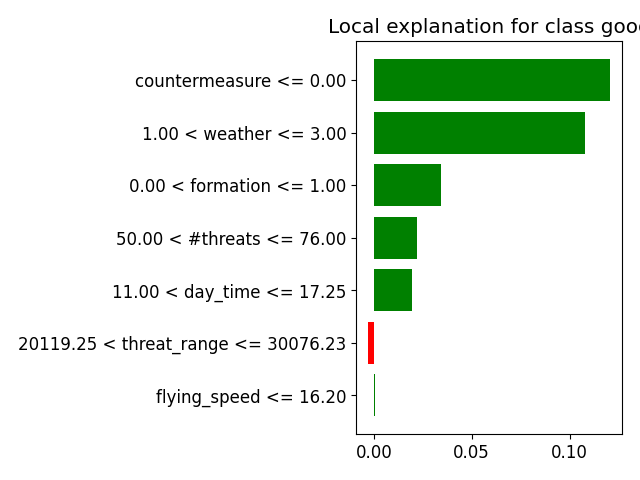 Local explanation for class good
countermeasure <= 0.00
1.00 < weather <= 3.00
0.00 < formation <= 1.00
50.00 < #threats <= 76.00
11.00 < day_time <= 17.25
20119.25 < threat_range <= 30076.23
flying_speed <= 16.20
0.00 0.05 0.10